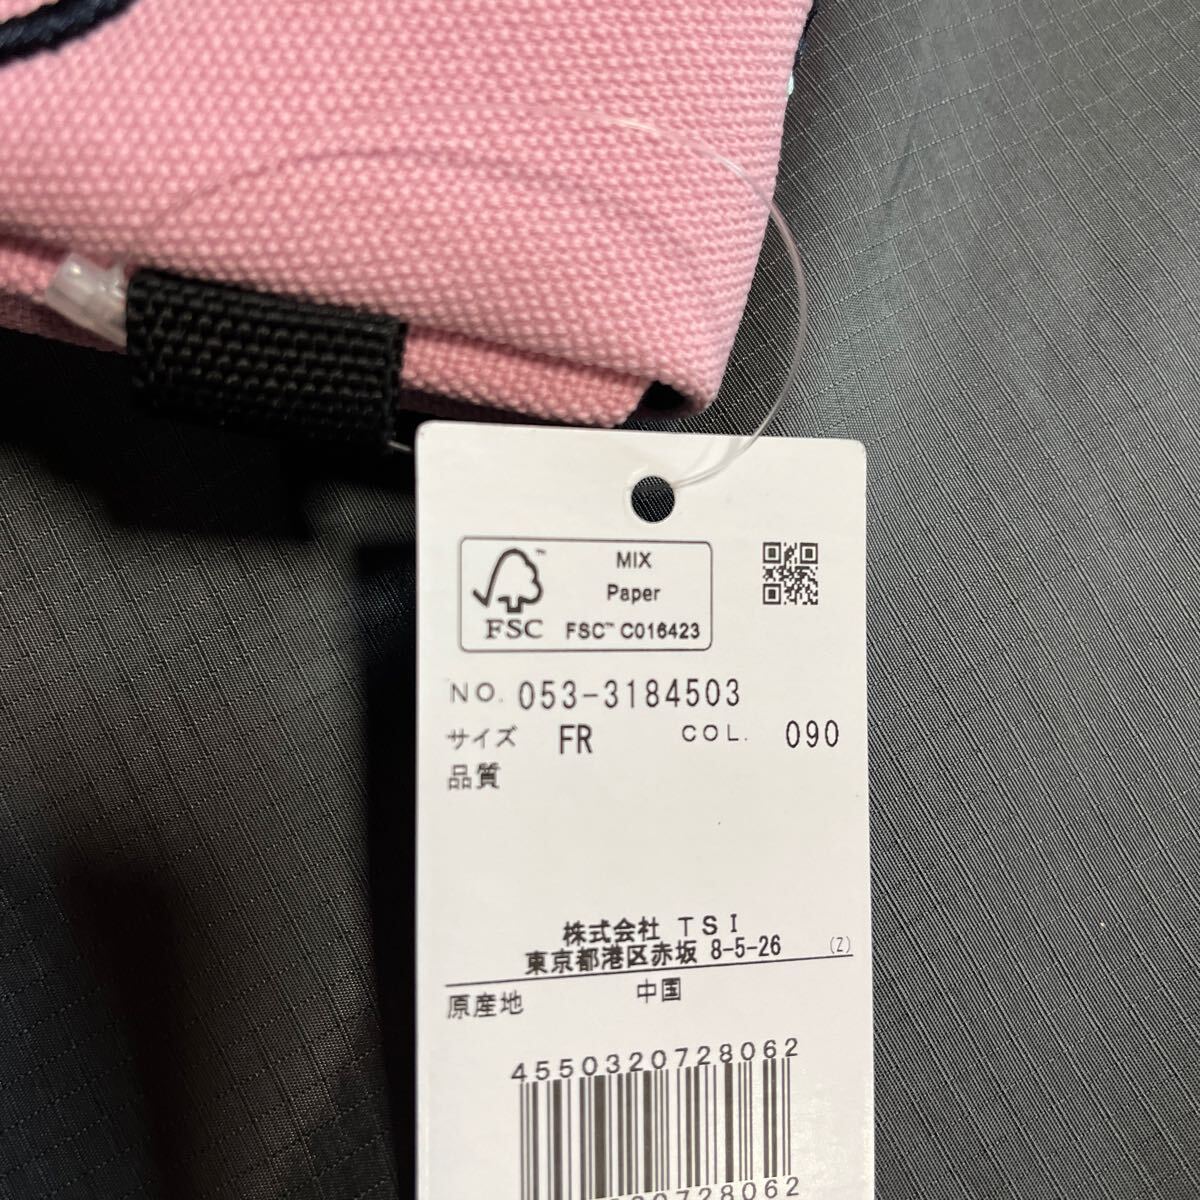 MIX
Paper
FSC™ C016423
FSC
NO. 053-3184503
サイズ FR COL. 090
品質
株式会社 TSI
東京都港区赤坂 8-5-26 (Z)
原産地 中国
4550320728062